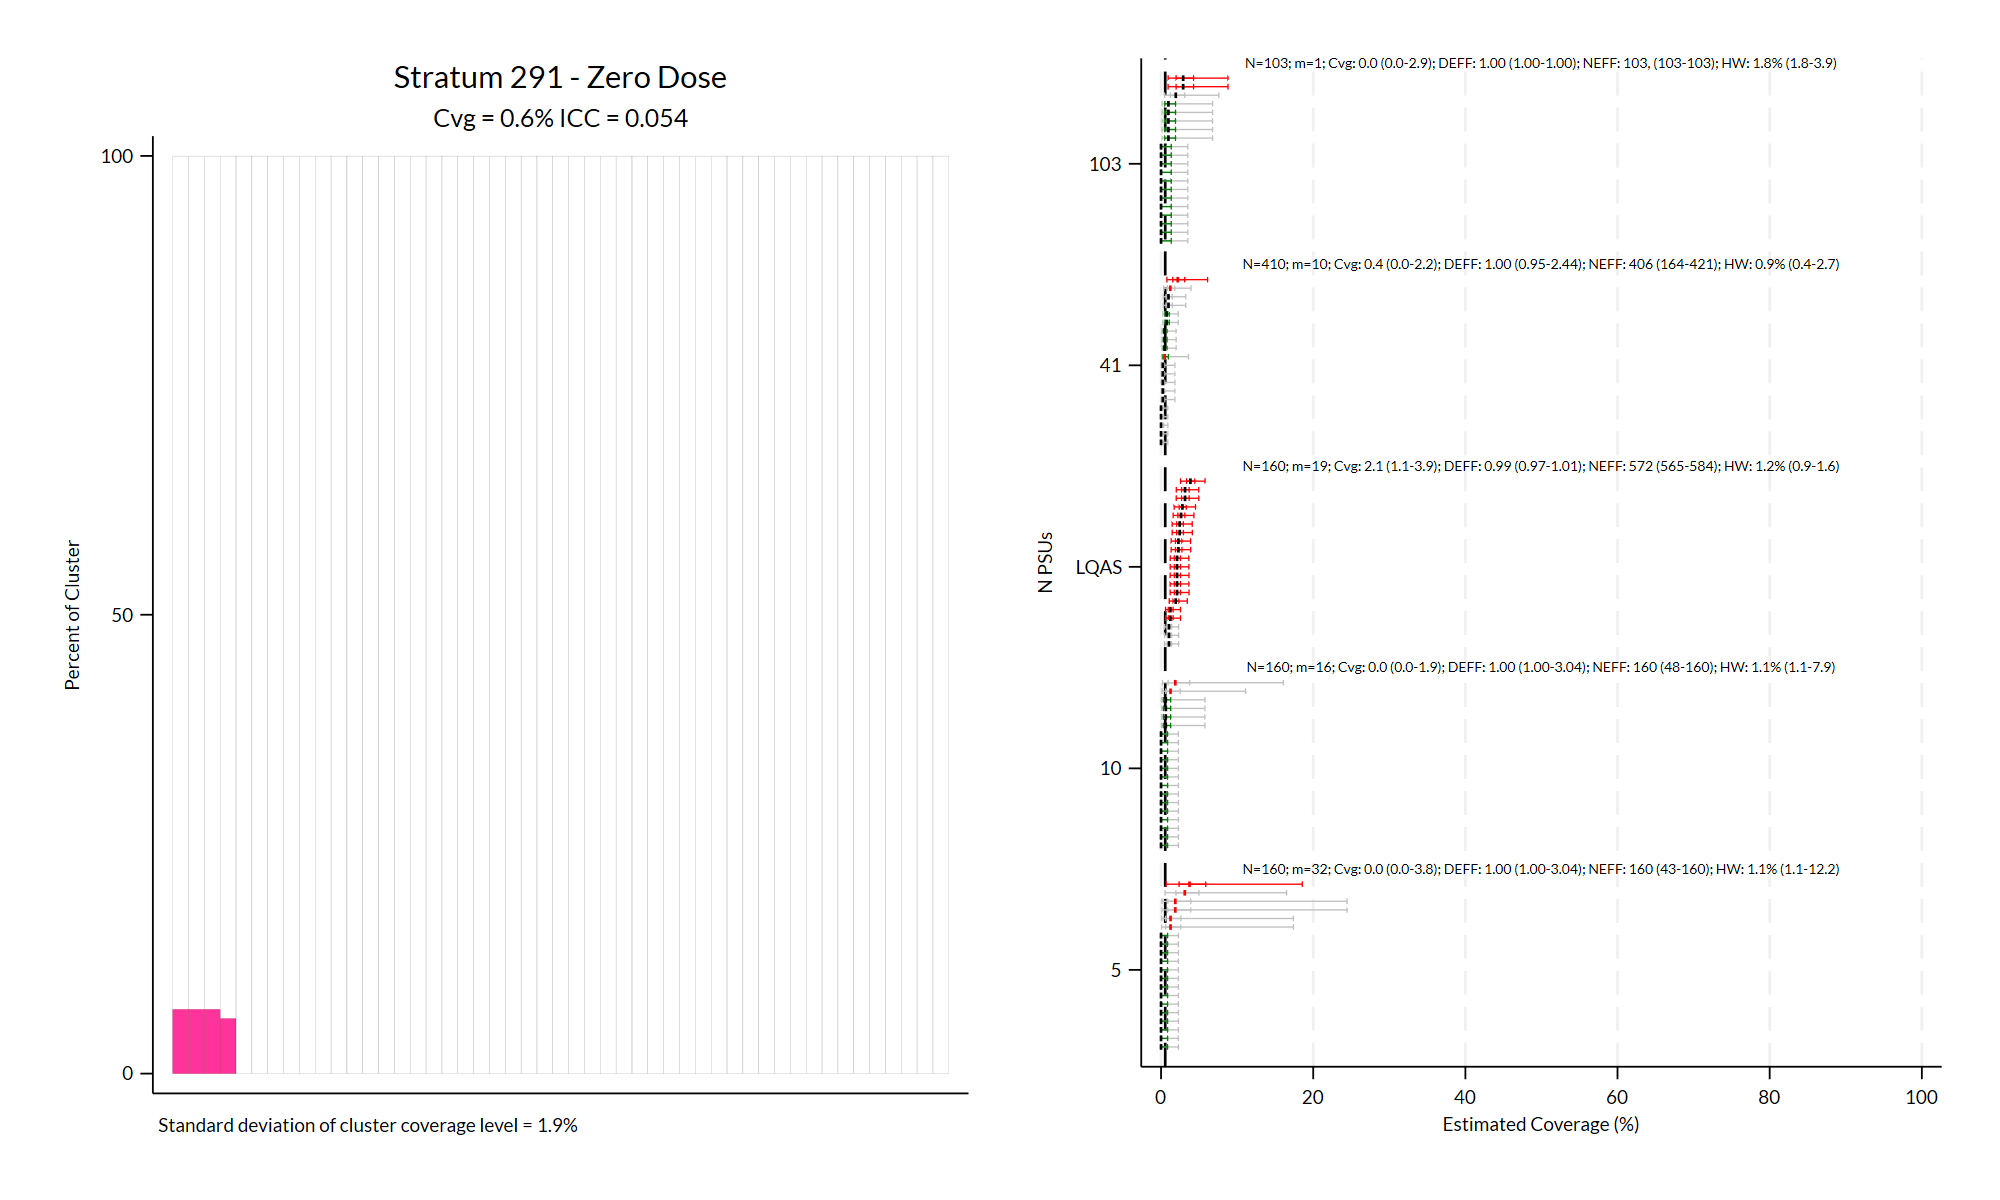 Stratum 291 - Zero Dose
Cvg = 0.6% ICC = 0.054
100
50
0
Percent of Cluster
Standard deviation of cluster coverage level = 1.9%
N=103; m=1; Cvg: 0.0 (0.0-2.9); DEFF: 1.00 (1.00-1.00); NEFF: 103, (103-103); HW: 1.8% (1.8-3.9)
103
N=410; m=10; Cvg: 0.4 (0.0-2.2); DEFF: 1.00 (0.95-2.44); NEFF: 406 (164-421); HW: 0.9% (0.4-2.7)
41
N=160; m=19; Cvg: 2.1 (1.1-3.9); DEFF: 0.99 (0.97-1.01); NEFF: 572 (565-584); HW: 1.2% (0.9-1.6)
LQAS
N PSUs
N=160; m=16; Cvg: 0.0 (0.0-1.9); DEFF: 1.00 (1.00-3.04); NEFF: 160 (48-160); HW: 1.1% (1.1-7.9)
10
N=160; m=32; Cvg: 0.0 (0.0-3.8); DEFF: 1.00 (1.00-3.04); NEFF: 160 (43-160); HW: 1.1% (1.1-12.2)
5
0 20 40 60 80 100
Estimated Coverage (%)